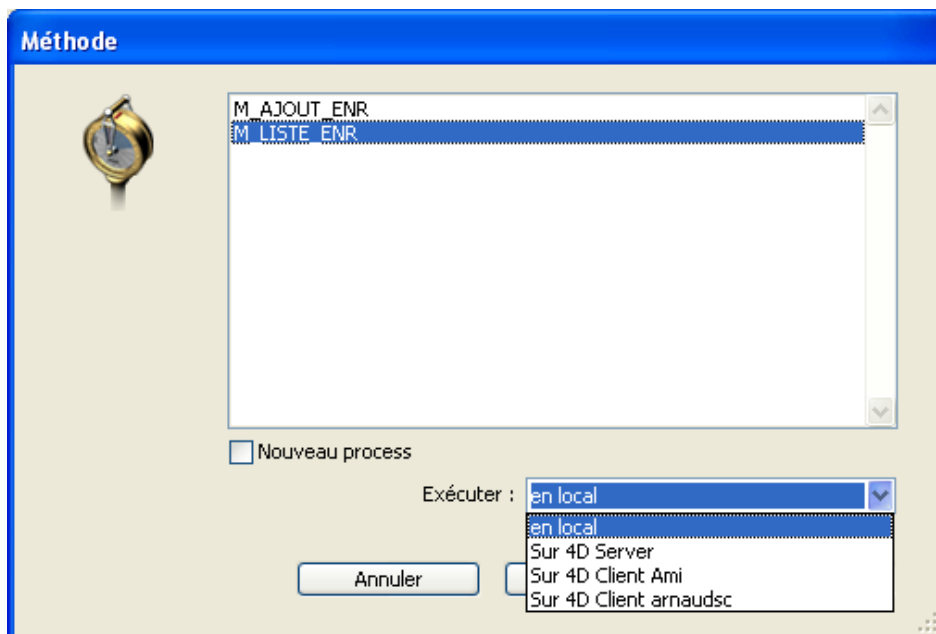 Méthode
M_AJOUT_ENR
M_LISTE_ENR
Nouveau process
Exécuter : en local
en local
Sur 4D Server
Sur 4D Client Ami
Sur 4D Client arnaudsc
Annuler